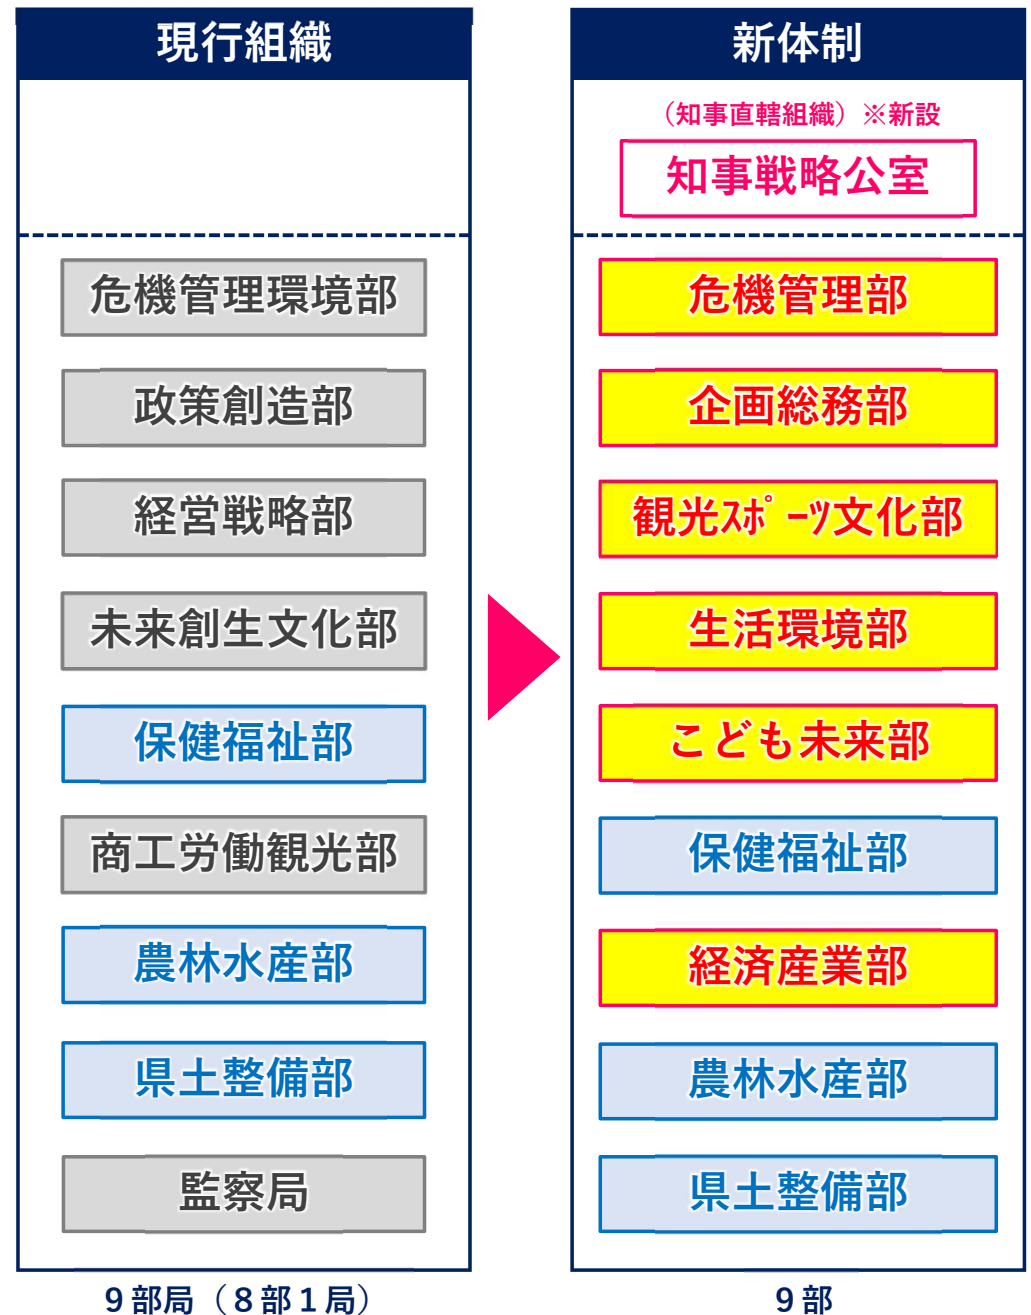 現行組織
危機管理環境部
政策創造部
経営戦略部
未来創生文化部
保健福祉部
商工労働観光部
農林水産部
県土整備部
監察局
9部局（8部1局）
新体制
（知事直轄組織）※新設
知事戦略公室
危機管理部
企画総務部
観光ｽﾎﾟｰﾂ文化部
生活環境部
こども未来部
保健福祉部
経済産業部
農林水産部
県土整備部
9部